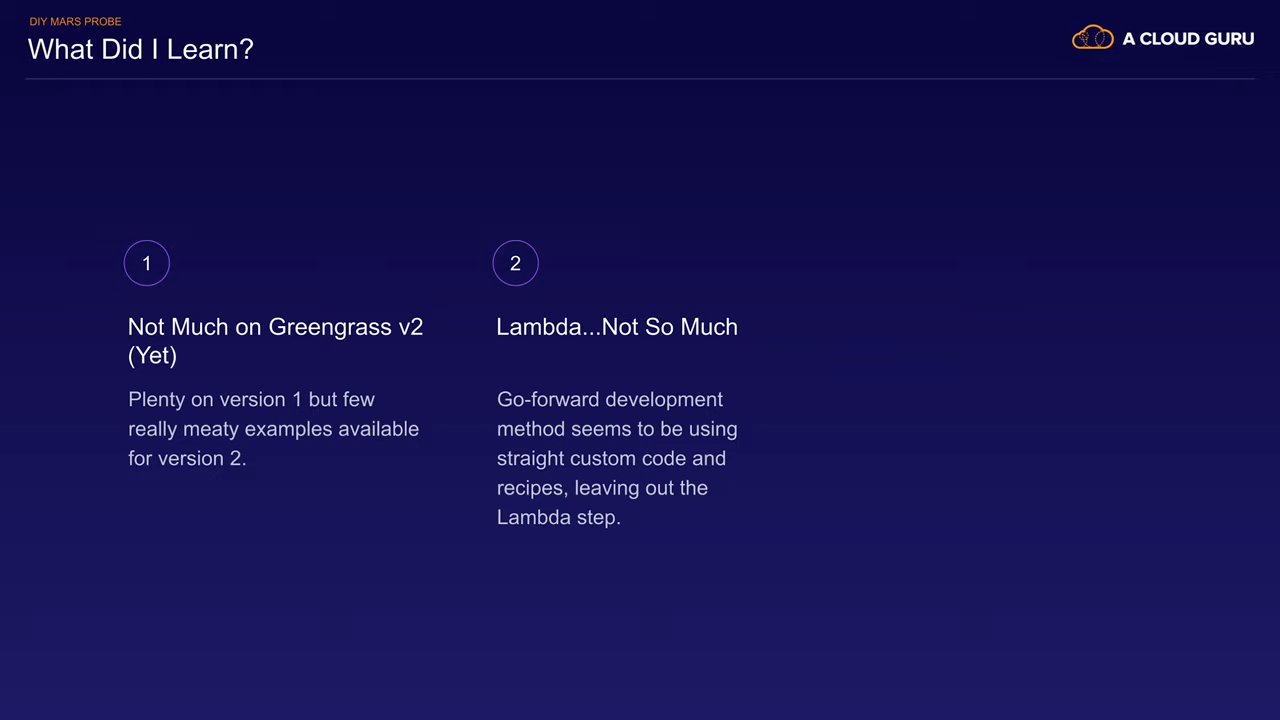 DIY MARS PROBE
What Did I Learn?
A CLOUD GURU
1
Not Much on Greengrass v2
(Yet)
Plenty on version 1 but few
really meaty examples available
for version 2.
2
Lambda...Not So Much
Go-forward development
method seems to be using
straight custom code and
recipes, leaving out the
Lambda step.